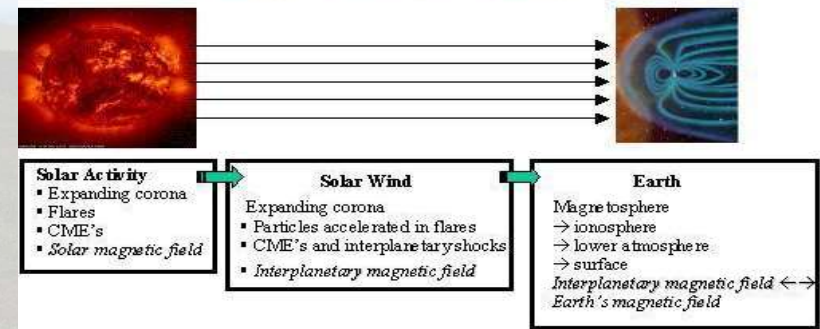 Solar Activity
▪ Expanding corona
▪ Flares
▪ CME's
▪ Solar magnetic field
Solar Wind
Expanding corona
▪ Particles accelerated in flares
▪ CME's and interplanetary shocks
▪ Interplanetary magnetic field
Earth
Magnetosphere
→ ionosphere
→ lower atmosphere
→ surface
Interplanetary magnetic field ←→
Earth's magnetic field